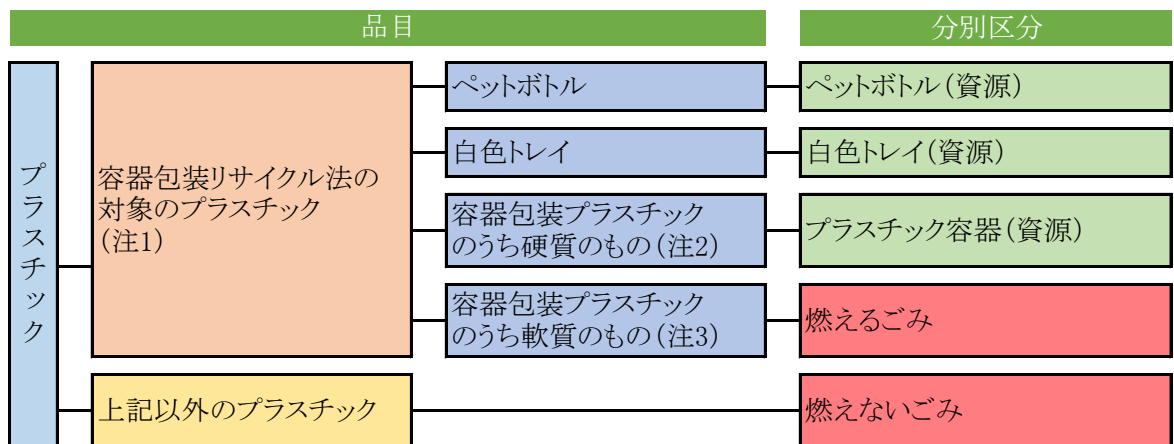 品目
分別区分
プラスチック
容器包装リサイクル法の
対象のプラスチック
(注1)
ペットボトル
ペットボトル(資源)
白色トレイ
白色トレイ(資源)
容器包装プラスチック
のうち硬質のもの(注2)
プラスチック容器(資源)
容器包装プラスチック
のうち軟質のもの(注3)
燃えるごみ
上記以外のプラスチック
燃えないごみ